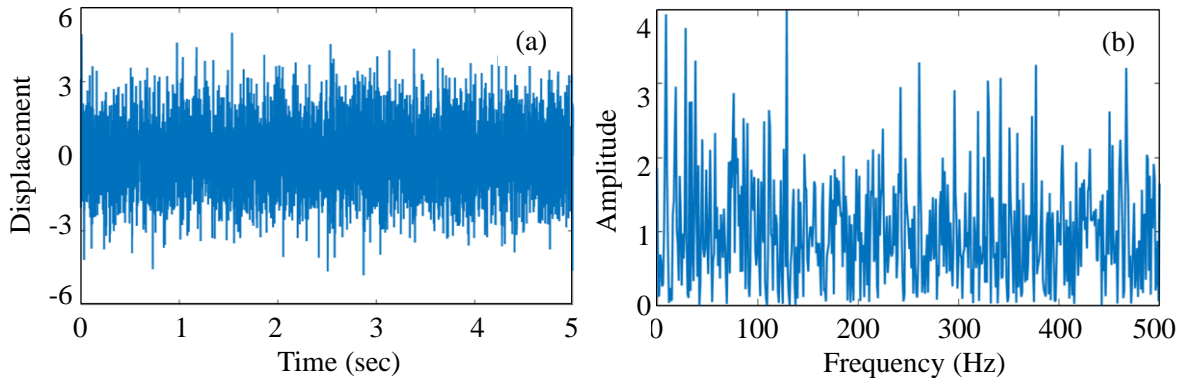 6
3
0
-3
-6
Displacement
(a)
0 1 2 3 4 5
Time (sec)
4
3
2
1
0
Amplitude
(b)
0 100 200 300 400 500
Frequency (Hz)